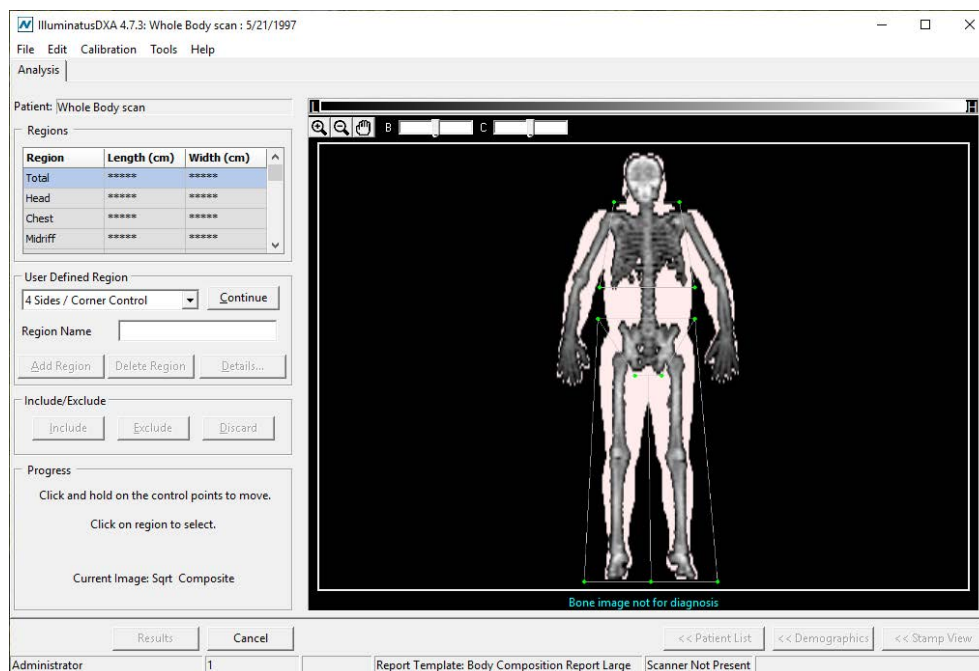 IlluminatusDXA 4.7.3: Whole Body scan : 5/21/1997
File Edit Calibration Tools Help
Analysis
Patient: Whole Body scan
Regions
Region Length (cm) Width (cm)
Total ***** *****
Head ***** *****
Chest ***** *****
Midriff ***** *****
User Defined Region
4 Sides / Corner Control Continue
Region Name
Add Region Delete Region Details...
Include/Exclude
Include Exclude Discard
Progress
Click and hold on the control points to move.
Click on region to select.
Current Image: Sqrt Composite
L H
B C
Bone image not for diagnosis
Results Cancel << Patient List << Demographics << Stamp View
Administrator 1 Report Template: Body Composition Report Large Scanner Not Present